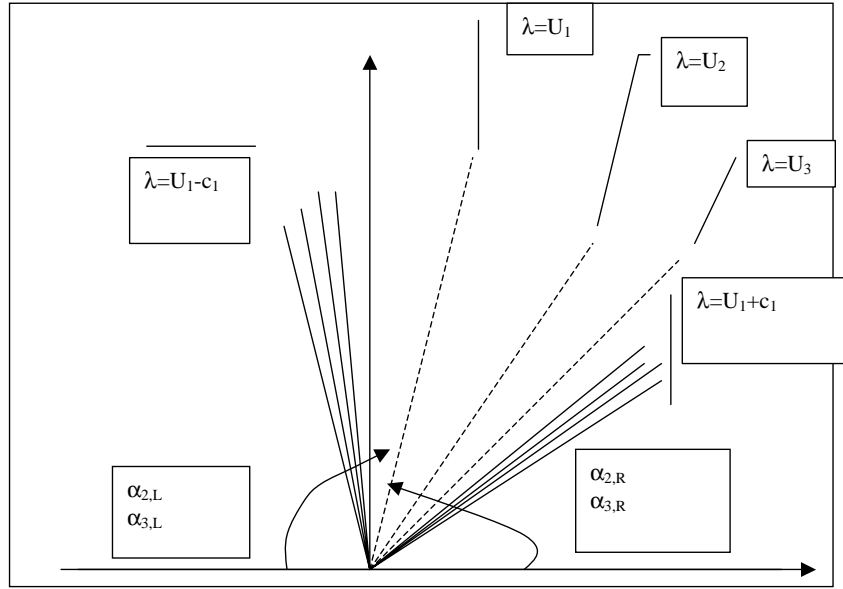 λ=U₁
λ=U₂
λ=U₃
λ=U₁-c₁
λ=U₁+c₁
α₂,L
α₃,L
α₂,R
α₃,R